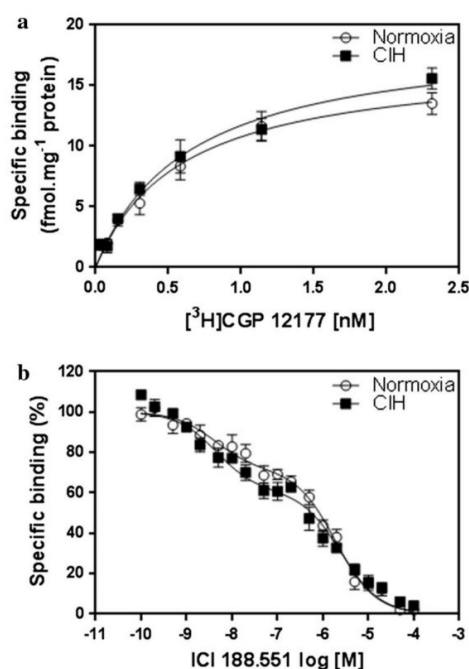 a
Normoxia
CIH
Specific binding
(fmol.mg⁻¹ protein)
20
15
10
5
0
0.0 0.5 1.0 1.5 2.0 2.5
[³H]CGP 12177 [nM]
b
Normoxia
CIH
Specific binding (%)
120
100
80
60
40
20
0
-11 -10 -9 -8 -7 -6 -5 -4 -3
ICI 188.551 log [M]